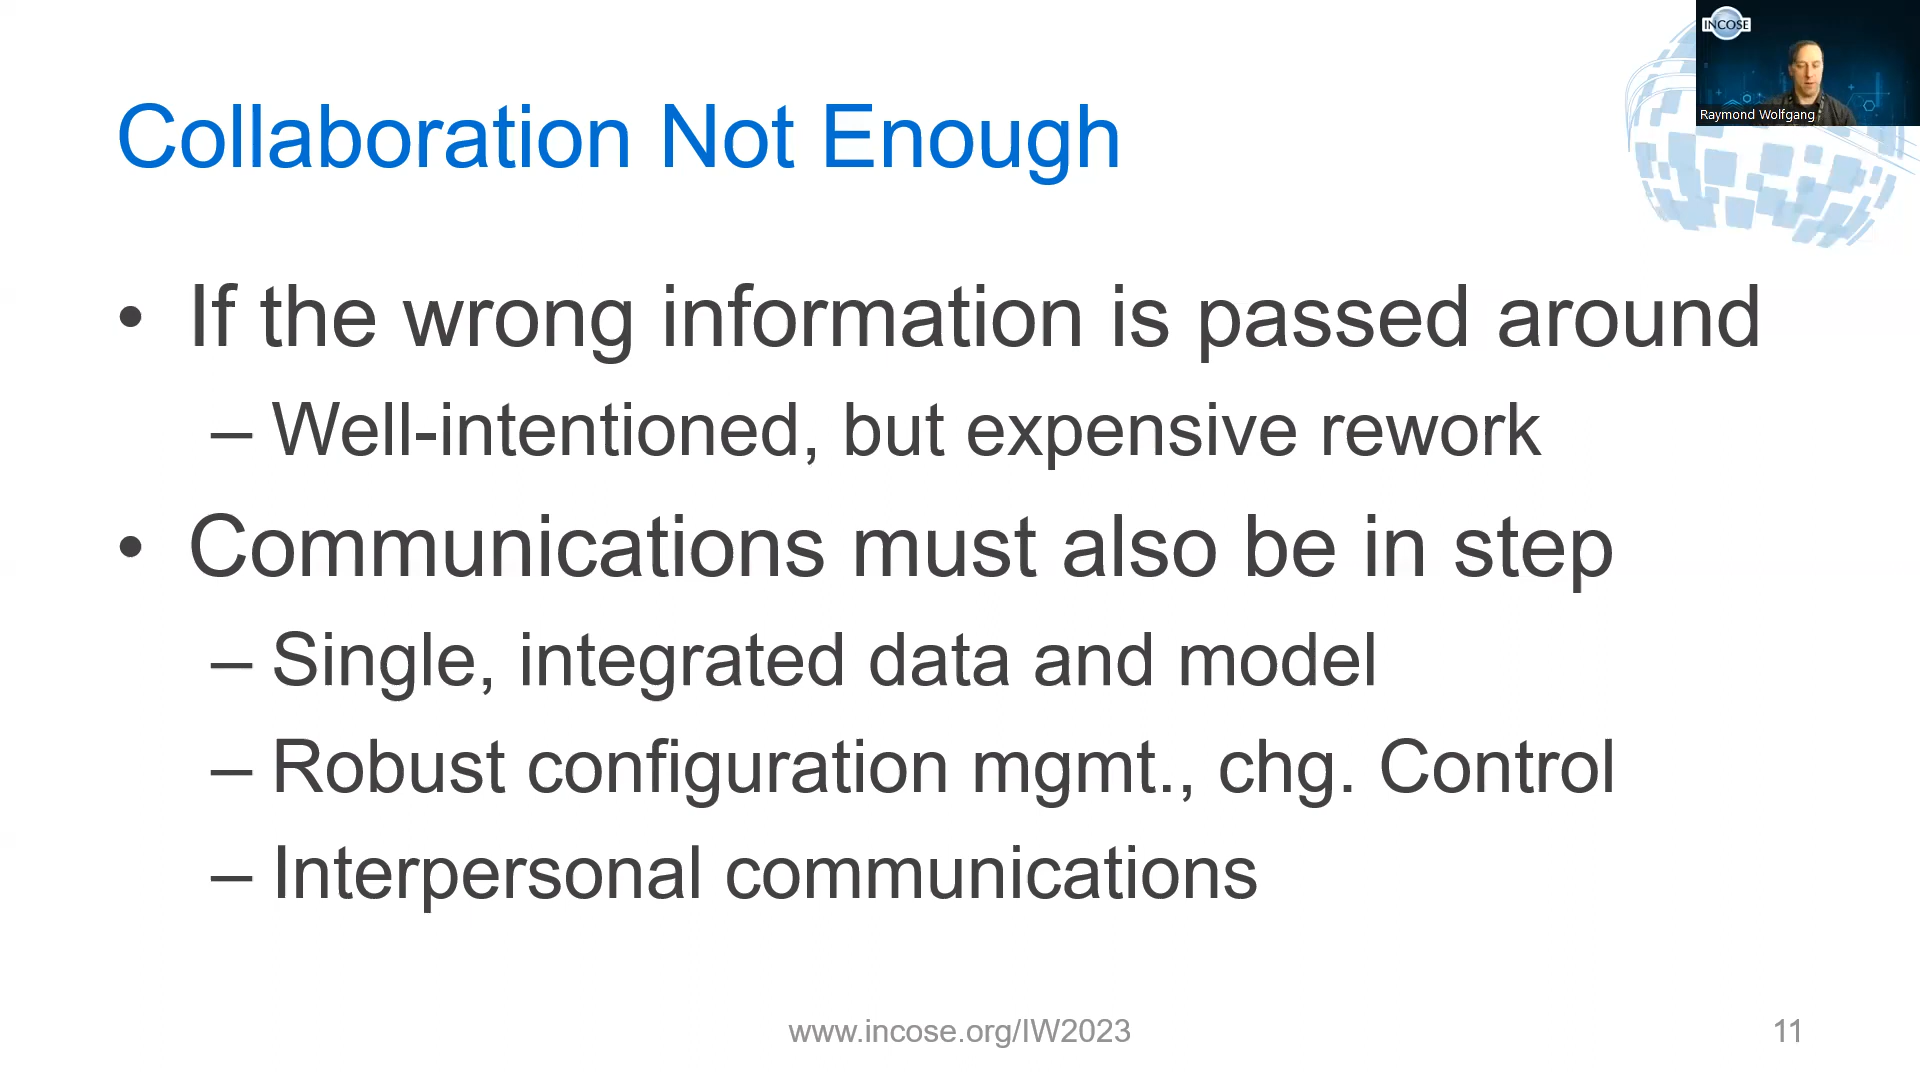 INCOSE
Raymond Wolfgang
Collaboration Not Enough
• If the wrong information is passed around
– Well-intentioned, but expensive rework
• Communications must also be in step
– Single, integrated data and model
– Robust configuration mgmt., chg. Control
– Interpersonal communications
www.incose.org/IW2023
11